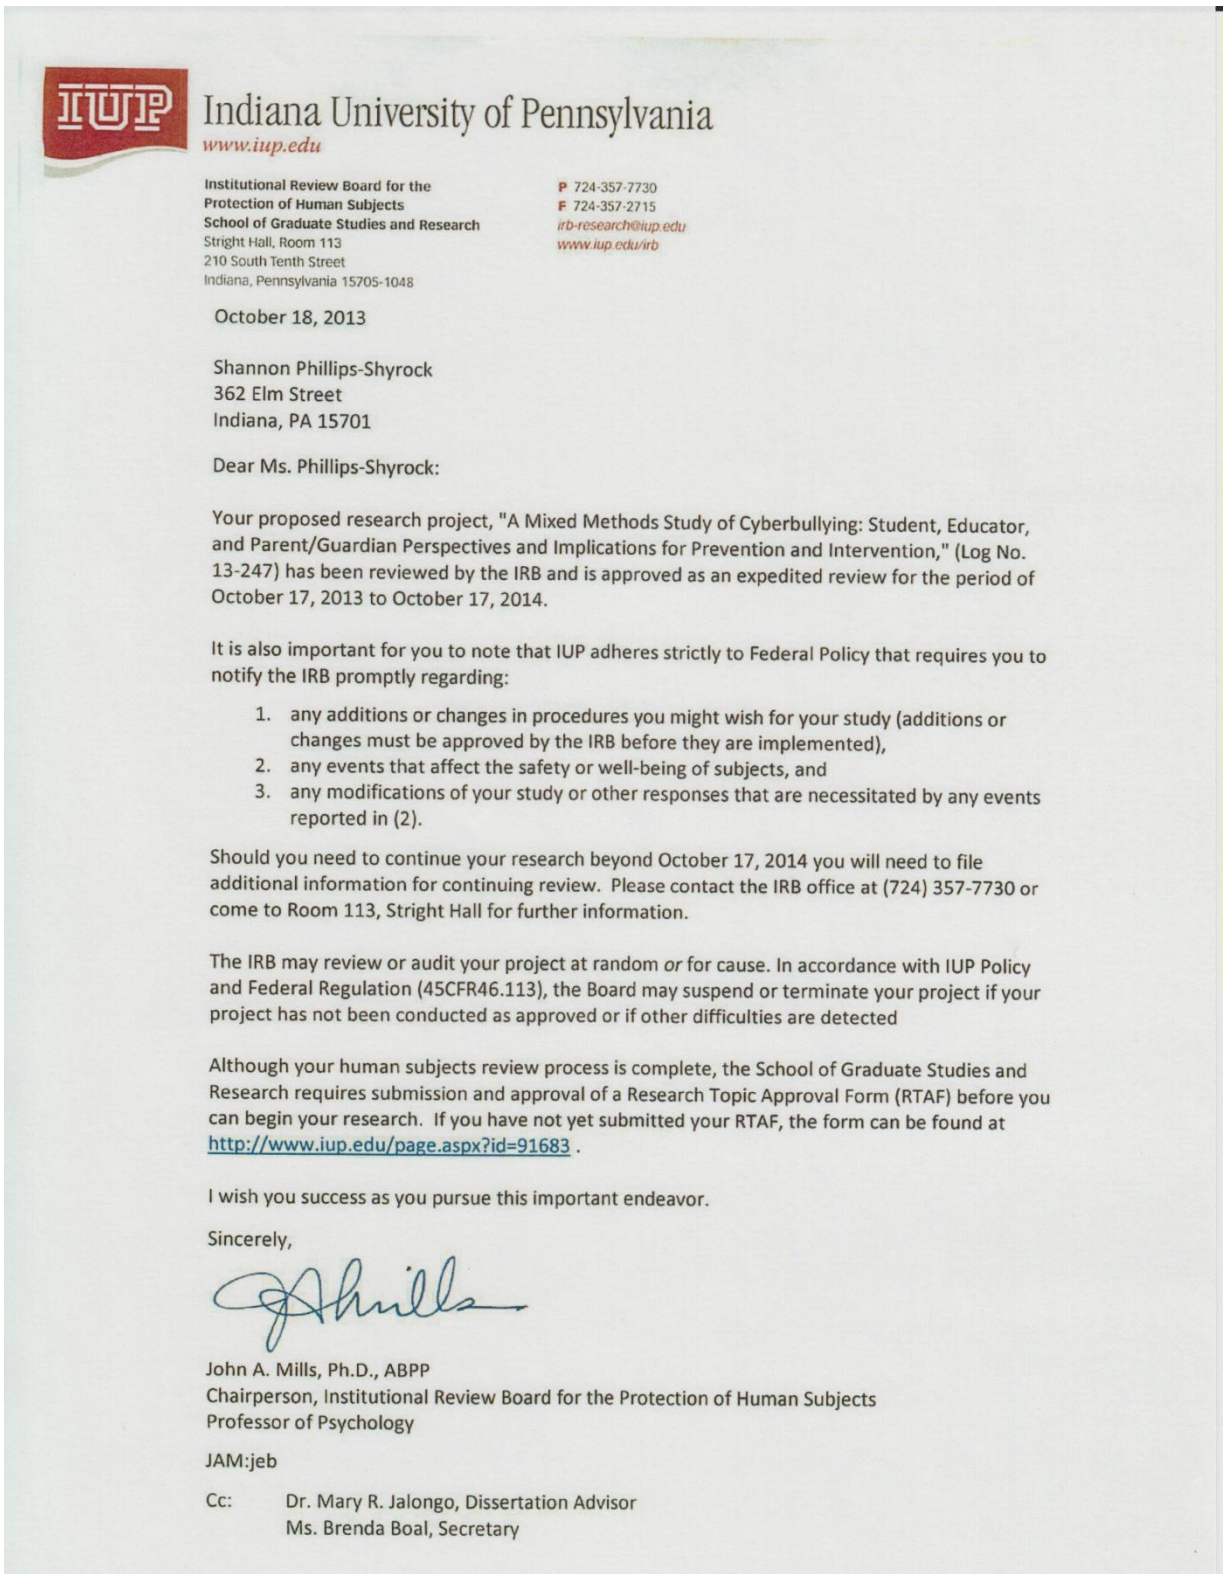 IUP
Indiana University of Pennsylvania
www.iup.edu
Institutional Review Board for the
Protection of Human Subjects
School of Graduate Studies and Research
Stright Hall, Room 113
210 South Tenth Street
Indiana, Pennsylvania 15705-1048
P 724-357-7730
F 724-357-2715
irb-research@iup.edu
www.iup.edu/irb
October 18, 2013
Shannon Phillips-Shyrock
362 Elm Street
Indiana, PA 15701
Dear Ms. Phillips-Shyrock:
Your proposed research project, "A Mixed Methods Study of Cyberbullying: Student, Educator,
and Parent/Guardian Perspectives and Implications for Prevention and Intervention," (Log No.
13-247) has been reviewed by the IRB and is approved as an expedited review for the period of
October 17, 2013 to October 17, 2014.
It is also important for you to note that IUP adheres strictly to Federal Policy that requires you to
notify the IRB promptly regarding:
1. any additions or changes in procedures you might wish for your study (additions or
changes must be approved by the IRB before they are implemented),
2. any events that affect the safety or well-being of subjects, and
3. any modifications of your study or other responses that are necessitated by any events
reported in (2).
Should you need to continue your research beyond October 17, 2014 you will need to file
additional information for continuing review. Please contact the IRB office at (724) 357-7730 or
come to Room 113, Stright Hall for further information.
The IRB may review or audit your project at random or for cause. In accordance with IUP Policy
and Federal Regulation (45CFR46.113), the Board may suspend or terminate your project if your
project has not been conducted as approved or if other difficulties are detected
Although your human subjects review process is complete, the School of Graduate Studies and
Research requires submission and approval of a Research Topic Approval Form (RTAF) before you
can begin your research. If you have not yet submitted your RTAF, the form can be found at
http://www.iup.edu/page.aspx?id=91683 .
I wish you success as you pursue this important endeavor.
Sincerely,
John A. Mills, Ph.D., ABPP
Chairperson, Institutional Review Board for the Protection of Human Subjects
Professor of Psychology
JAM:jeb
Cc: Dr. Mary R. Jalongo, Dissertation Advisor
Ms. Brenda Boal, Secretary